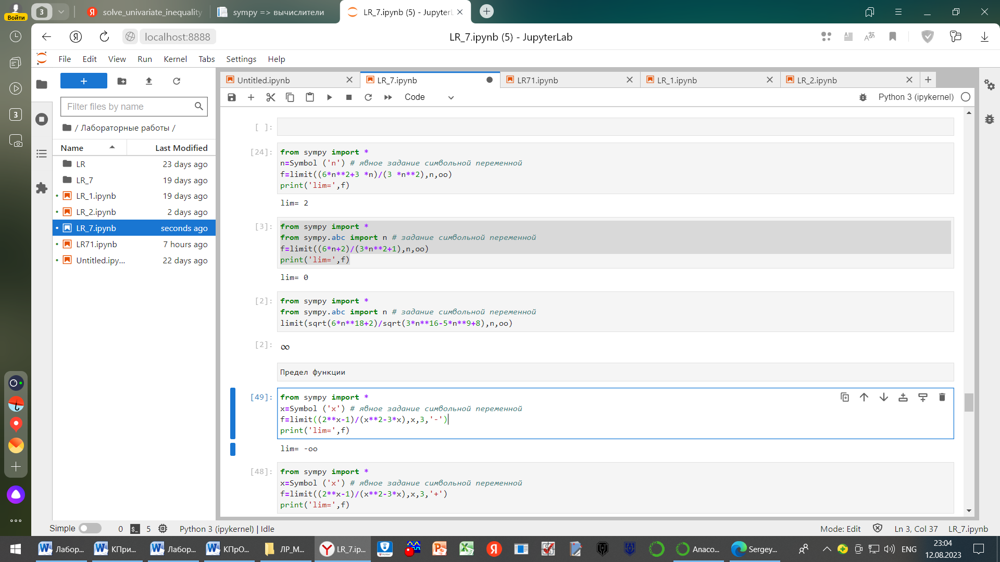 Войти
3
solve_univariate_inequality
sympy => вычислители
LR_7.ipynb (5) - JupyterL
localhost:8888
LR_7.ipynb (5) - JupyterLab
File Edit View Run Kernel Tabs Settings Help
3
Filter files by name
/ Лабораторные работы /
Name Last Modified
LR 23 days ago
LR_7 19 days ago
LR_1.ipynb 19 days ago
LR_2.ipynb 2 days ago
LR_7.ipynb seconds ago
LR71.ipynb 7 hours ago
Untitled.ipy... 22 days ago
Untitled.ipynb
LR_7.ipynb
LR71.ipynb
LR_1.ipynb
LR_2.ipynb
Code
Python 3 (ipykernel)
[ ]:
[24]:
from sympy import *
n=Symbol ('n') # явное задание символьной переменной
f=limit((6*n**2+3 *n)/(3 *n**2),n,oo)
print('lim=',f)
lim= 2
[3]:
from sympy import *
from sympy.abc import n # задание символьной переменной
f=limit((6*n+2)/(3*n**2+1),n,oo)
print('lim=',f)
lim= 0
[2]:
from sympy import *
from sympy.abc import n # задание символьной переменной
limit(sqrt(6*n**18+2)/sqrt(3*n**16-5*n**9+8),n,oo)
[2]:
∞
Предел функции
[49]:
from sympy import *
x=Symbol ('x') # явное задание символьной переменной
f=limit((2**x-1)/(x**2-3*x),x,3,'-')
print('lim=',f)
lim= -oo
[48]:
from sympy import *
x=Symbol ('x') # явное задание символьной переменной
f=limit((2**x-1)/(x**2-3*x),x,3,'+')
print('lim=',f)
Simple 0 5 Python 3 (ipykernel) | Idle
Mode: Edit Ln 3, Col 37 LR_7.ipynb
Лабор...
КПри...
Лабор...
КПрО...
ЛР_М...
LR_7.ip...
Anaco...
Sergey...
ENG
23:04
12.08.2023